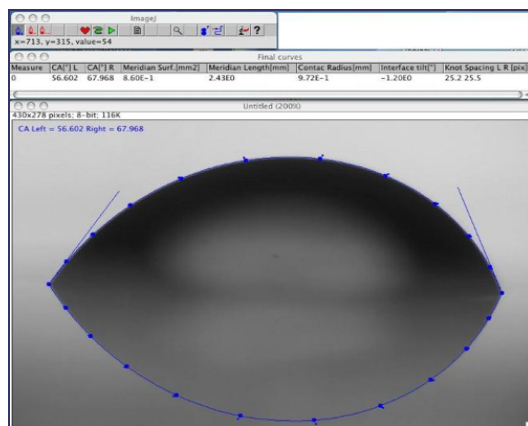 ImageJ
x=713, y=315, value=54
Final curves
Measure CA[°] L CA[°] R Meridian Surf.[mm2] Meridian Length[mm] Contac Radius[mm] Interface tilt[°] Knot Spacing L R [pix]
0 56.602 67.968 8.60E-1 2.43E0 9.72E-1 -1.20E0 25.2 25.5
Untitled (200%)
430x278 pixels; 8-bit; 116K
CA Left = 56.602 Right = 67.968